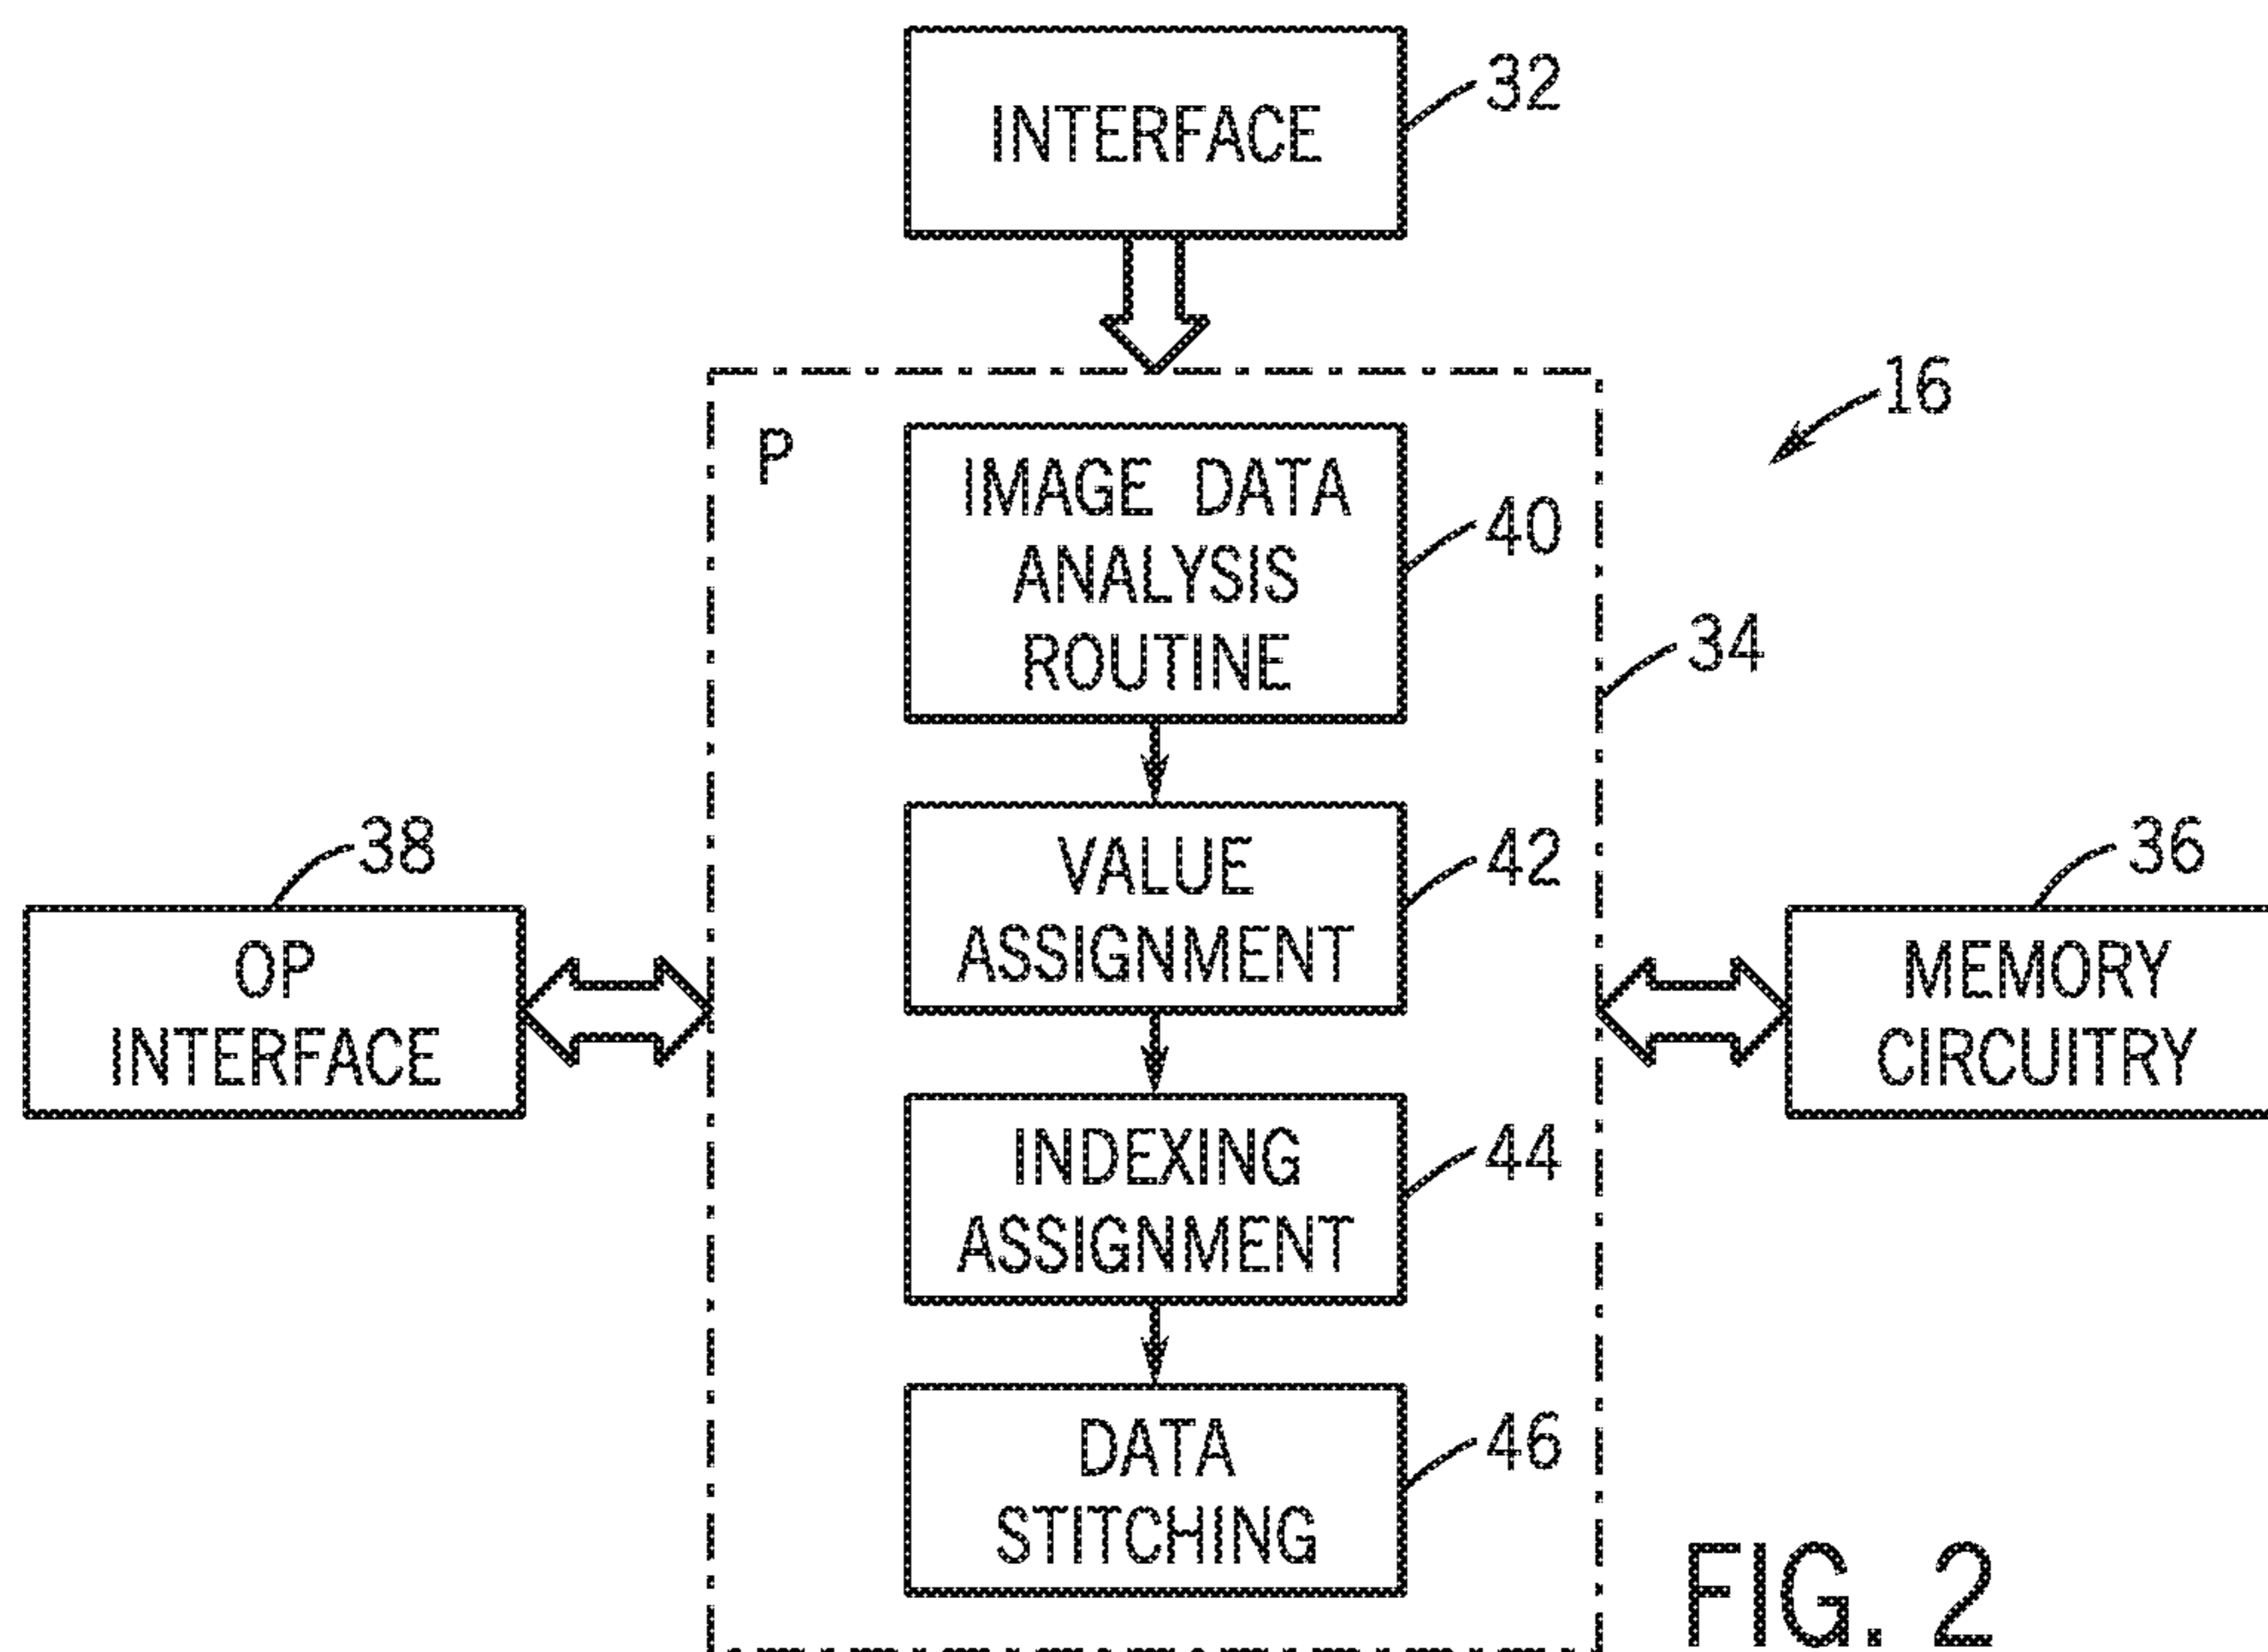 INTERFACE
32
16
P
IMAGE DATA
ANALYSIS
ROUTINE
40
34
VALUE
ASSIGNMENT
42
38
OP
INTERFACE
36
MEMORY
CIRCUITRY
INDEXING
ASSIGNMENT
44
DATA
STITCHING
46
FIG. 2